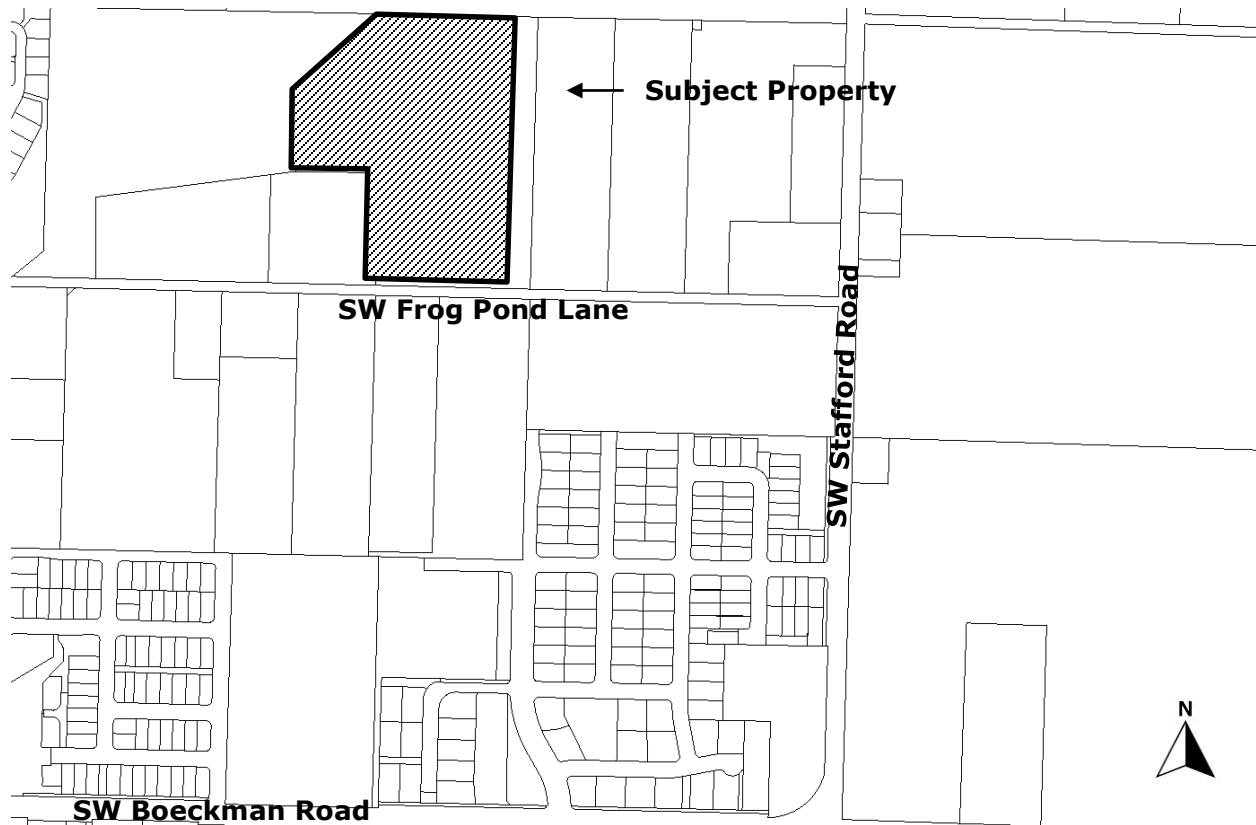 Subject Property
SW Frog Pond Lane
SW Stafford Road
N
SW Boeckman Road